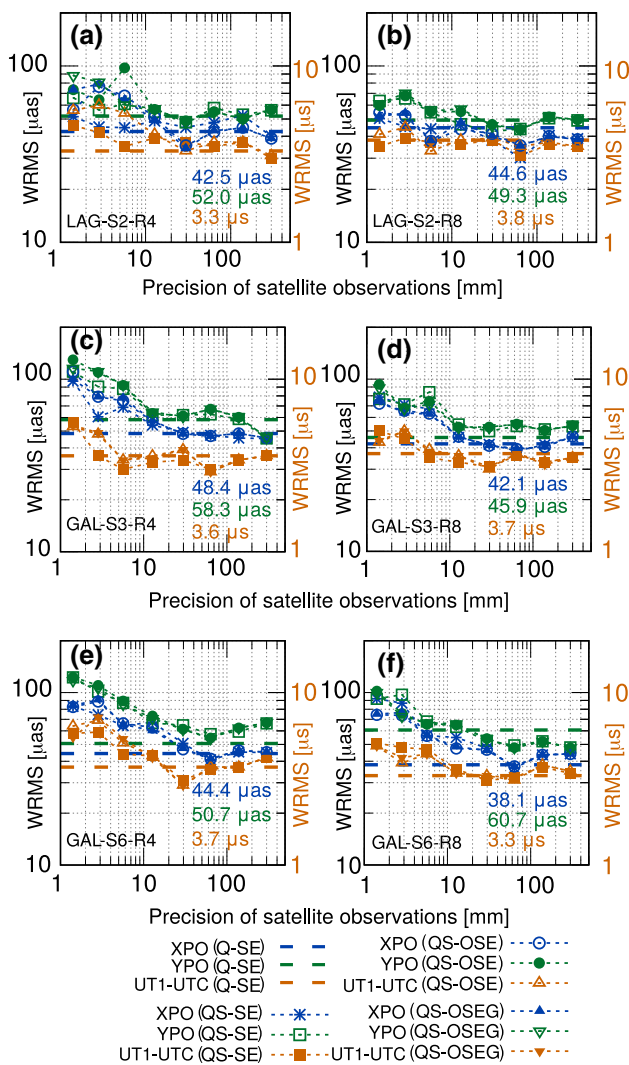 (a) (b)
100 10 100 10
WRMS [µas] WRMS [µs] WRMS [µas] WRMS [µs]
42.5 µas 44.6 µas
52.0 µas 49.3 µas
LAG-S2-R4 3.3 µs LAG-S2-R8 3.8 µs
10 1 10 1
1 10 100 1 10 100
Precision of satellite observations [mm]
(c) (d)
100 10 100 10
WRMS [µas] WRMS [µs] WRMS [µas] WRMS [µs]
48.4 µas 42.1 µas
58.3 µas 45.9 µas
GAL-S3-R4 3.6 µs GAL-S3-R8 3.7 µs
10 1 10 1
1 10 100 1 10 100
Precision of satellite observations [mm]
(e) (f)
100 10 100 10
WRMS [µas] WRMS [µs] WRMS [µas] WRMS [µs]
44.4 µas 38.1 µas
50.7 µas 60.7 µas
GAL-S6-R4 3.7 µs GAL-S6-R8 3.3 µs
10 1 10 1
1 10 100 1 10 100
Precision of satellite observations [mm]
XPO (Q-SE) XPO (QS-OSE)
YPO (Q-SE) YPO (QS-OSE)
UT1-UTC (Q-SE) UT1-UTC (QS-OSE)
XPO (QS-SE) XPO (QS-OSEG)
YPO (QS-SE) YPO (QS-OSEG)
UT1-UTC (QS-SE) UT1-UTC (QS-OSEG)